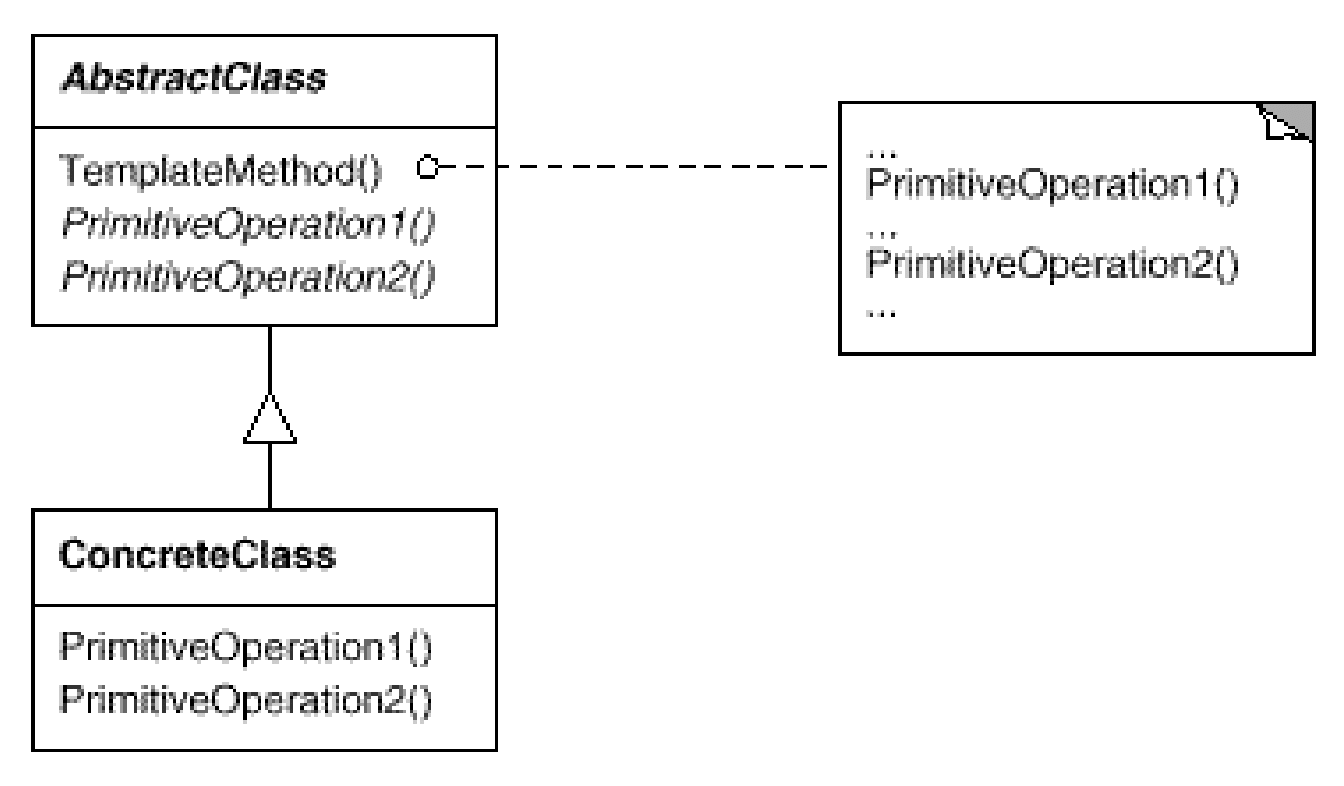 AbstractClass
TemplateMethod()
PrimitiveOperation1()
PrimitiveOperation2()
...
PrimitiveOperation1()
...
PrimitiveOperation2()
...
ConcreteClass
PrimitiveOperation1()
PrimitiveOperation2()